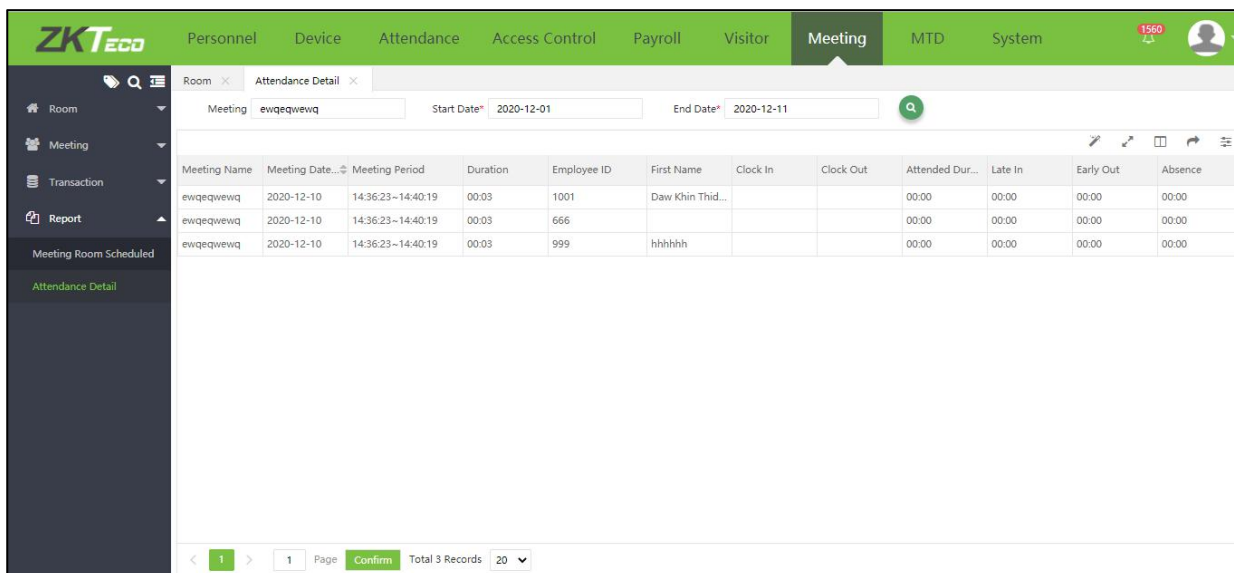 ZKTECO Personnel Device Attendance Access Control Payroll Visitor Meeting MTD System 1560
Room Attendance Detail
Room
Meeting ewqeqwewq Start Date* 2020-12-01 End Date* 2020-12-11
Meeting
Transaction
Report
Meeting Room Scheduled
Attendance Detail
Meeting Name Meeting Date... Meeting Period Duration Employee ID First Name Clock In Clock Out Attended Dur... Late In Early Out Absence
ewqeqwewq 2020-12-10 14:36:23~14:40:19 00:03 1001 Daw Khin Thid... 00:00 00:00 00:00 00:00
ewqeqwewq 2020-12-10 14:36:23~14:40:19 00:03 666 00:00 00:00 00:00 00:00
ewqeqwewq 2020-12-10 14:36:23~14:40:19 00:03 999 hhhhhh 00:00 00:00 00:00 00:00
< 1 > 1 Page Confirm Total 3 Records 20